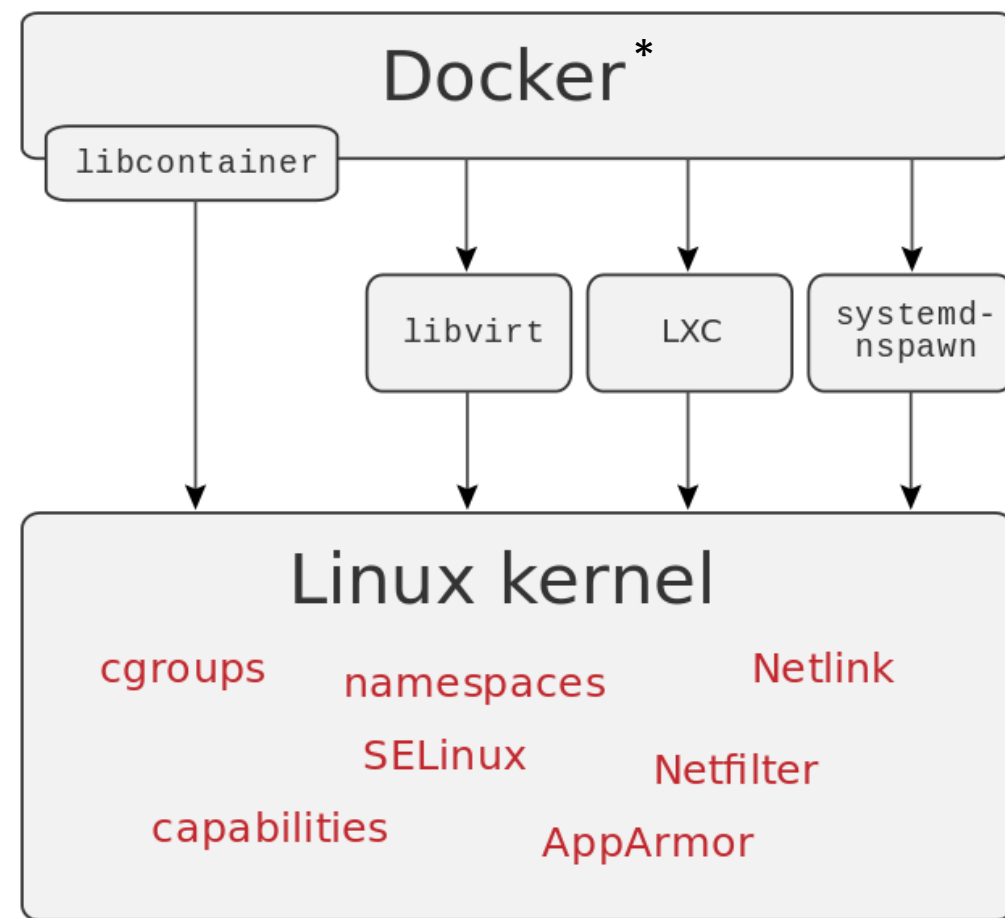 Docker*
libcontainer
libvirt
LXC
systemd-
nspawn
Linux kernel
cgroups
namespaces
Netlink
SELinux
Netfilter
capabilities
AppArmor